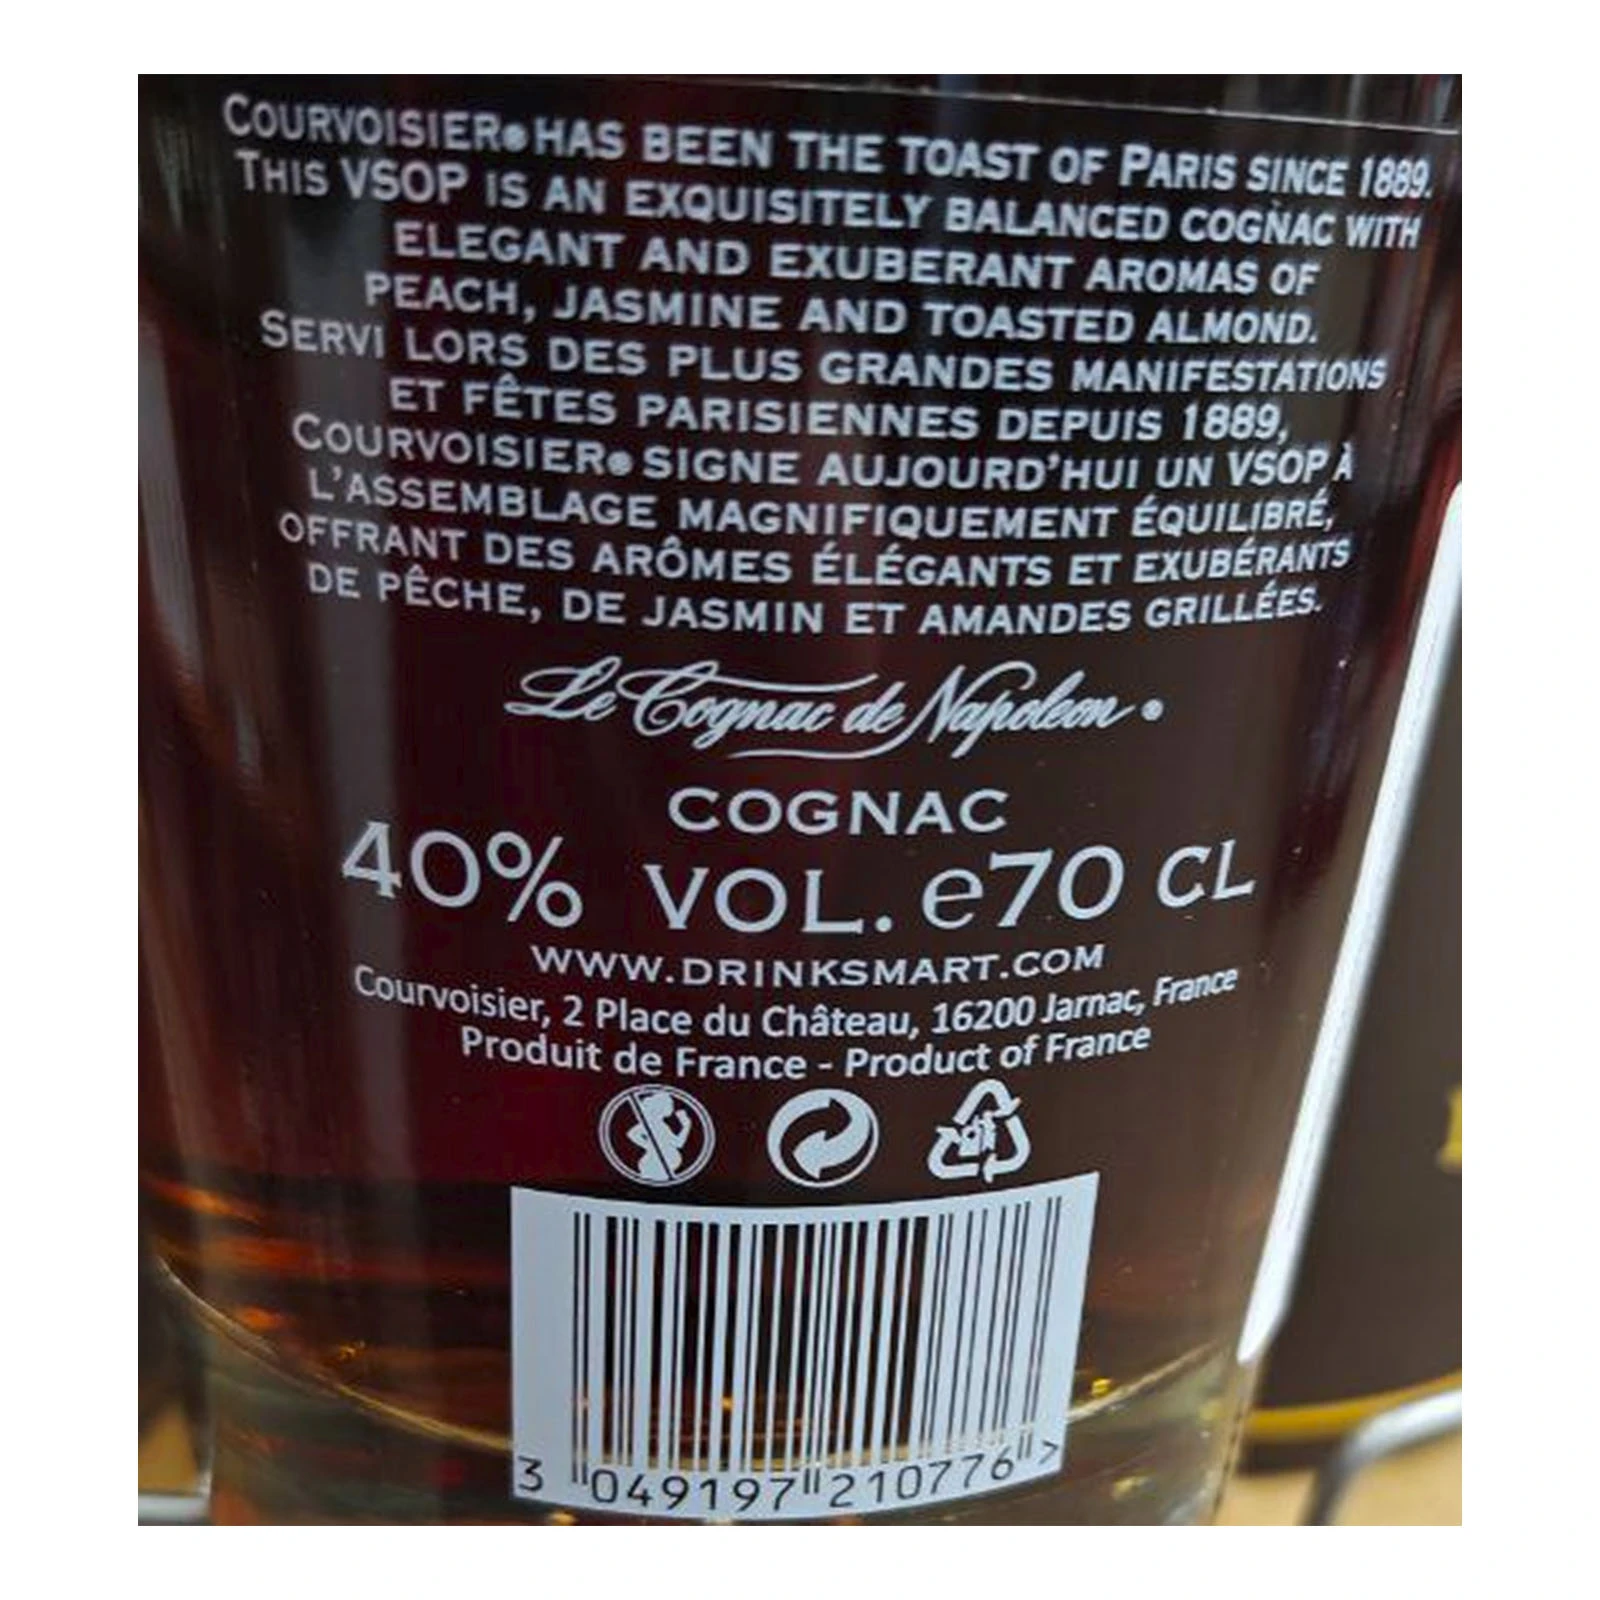 COURVOISIER® HAS BEEN THE TOAST OF PARIS SINCE 1889.
THIS VSOP IS AN EXQUISITELY BALANCED COGNAC WITH
ELEGANT AND EXUBERANT AROMAS OF
PEACH, JASMINE AND TOASTED ALMOND.
SERVI LORS DES PLUS GRANDES MANIFESTATIONS
ET FÊTES PARISIENNES DEPUIS 1889,
COURVOISIER® SIGNE AUJOURD'HUI UN VSOP À
L'ASSEMBLAGE MAGNIFIQUEMENT ÉQUILIBRÉ,
OFFRANT DES ARÔMES ÉLÉGANTS ET EXUBÉRANTS
DE PÊCHE, DE JASMIN ET AMANDES GRILLÉES.
Le Cognac de Napoleon
COGNAC
40% VOL. e70 CL
WWW.DRINKSMART.COM
Courvoisier, 2 Place du Château, 16200 Jarnac, France
Produit de France - Product of France
3 049197 210776 >